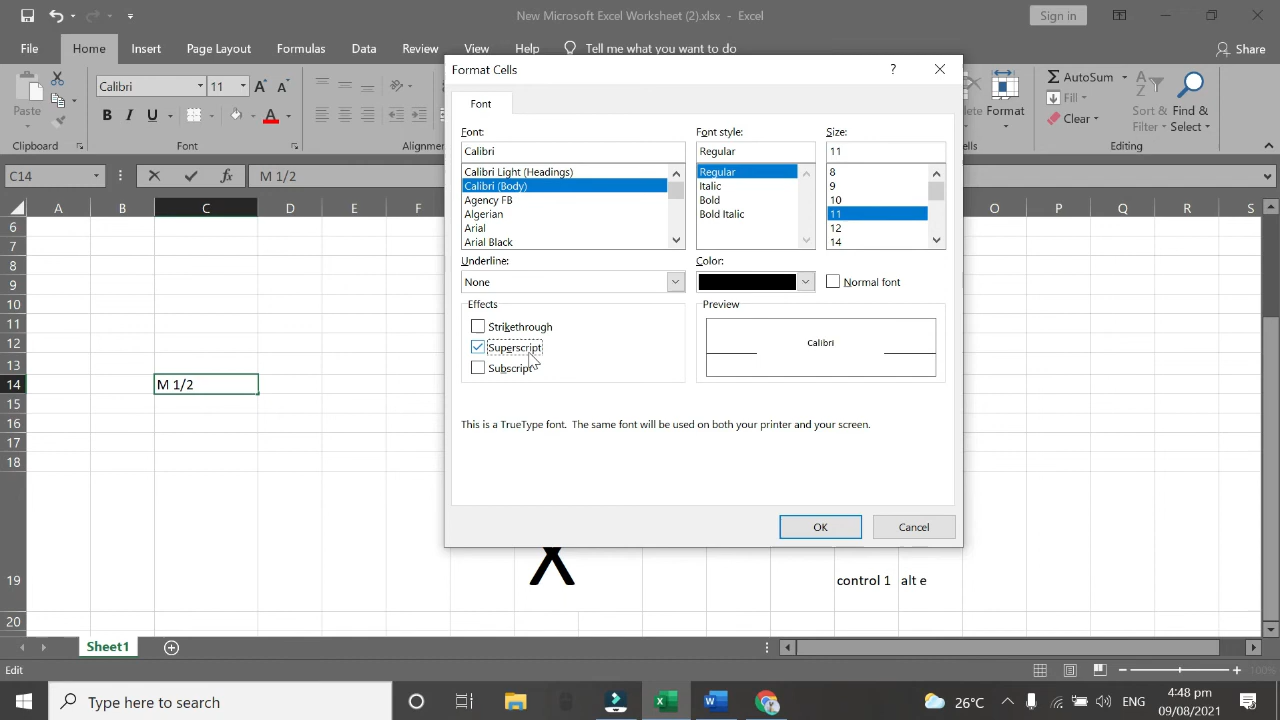 New Microsoft Excel Worksheet (2).xlsx - Excel
Sign in
File Home Insert Page Layout Formulas Data Review View Help Tell me what you want to do
Share
Paste
Calibri 11
B I U A
Format
AutoSum
Fill
Clear
Sort & Filter
Find & Select
Clipboard Font Alignm Editing
C14 fx M 1/2
A B C D E F O P Q R S
6
7
8
9
10
11
12
13
14 M 1/2
15
16
17
18
19 X control 1 alt e
20
Format Cells ?
Font
Font: Font style: Size:
Calibri Regular 11
Calibri Light (Headings) Regular 8
Calibri (Body) Italic 9
Agency FB Bold 10
Algerian Bold Italic 11
Arial 12
Arial Black 14
Underline: Color:
None Normal font
Effects Preview
Strikethrough
Superscript
Subscript
Calibri
This is a TrueType font. The same font will be used on both your printer and your screen.
OK Cancel
Sheet1
Edit 100%
Type here to search
26°C ENG 4:48 pm
09/08/2021